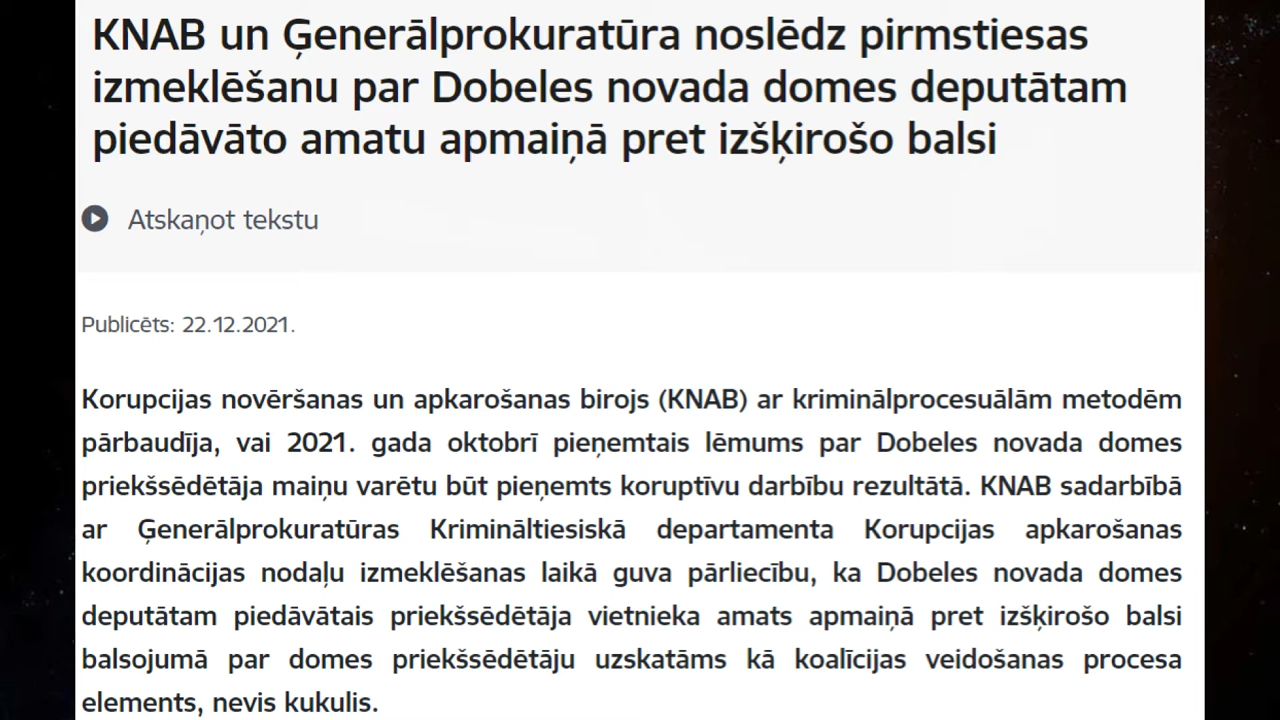 KNAB un Ģenerālprokuratūra noslēdz pirmstiesas
izmeklēšanu par Dobeles novada domes deputātam
piedāvāto amatu apmaiņā pret izšķirošo balsi
Atskaņot tekstu
Publicēts: 22.12.2021.
Korupcijas novēršanas un apkarošanas birojs (KNAB) ar kriminālprocesuālām metodēm
pārbaudīja, vai 2021. gada oktobrī pieņemtais lēmums par Dobeles novada domes
priekšsēdētāja maiņu varētu būt pieņemts koruptīvu darbību rezultātā. KNAB sadarbībā
ar Ģenerālprokuratūras Krimināltiesiskā departamenta Korupcijas apkarošanas
koordinācijas nodaļu izmeklēšanas laikā guva pārliecību, ka Dobeles novada domes
deputātam piedāvātais priekšsēdētāja vietnieka amats apmaiņā pret izšķirošo balsi
balsojumā par domes priekšsēdētāju uzskatāms kā koalīcijas veidošanas procesa
elements, nevis kukulis.